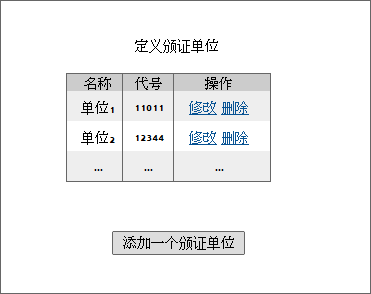 定义颁证单位
名称 代号 操作
单位1 11011 修改 删除
单位2 12344 修改 删除
... ... ...
添加一个颁证单位